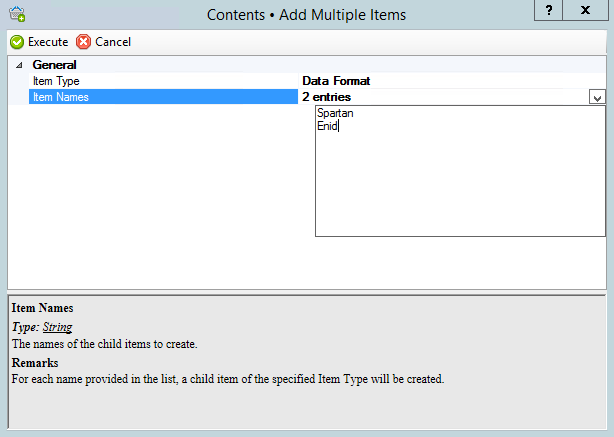 Contents • Add Multiple Items
?
x
Execute Cancel
General
Item Type Data Format
Item Names 2 entries
Spartan
Enid
Item Names
Type: String
The names of the child items to create.
Remarks
For each name provided in the list, a child item of the specified Item Type will be created.